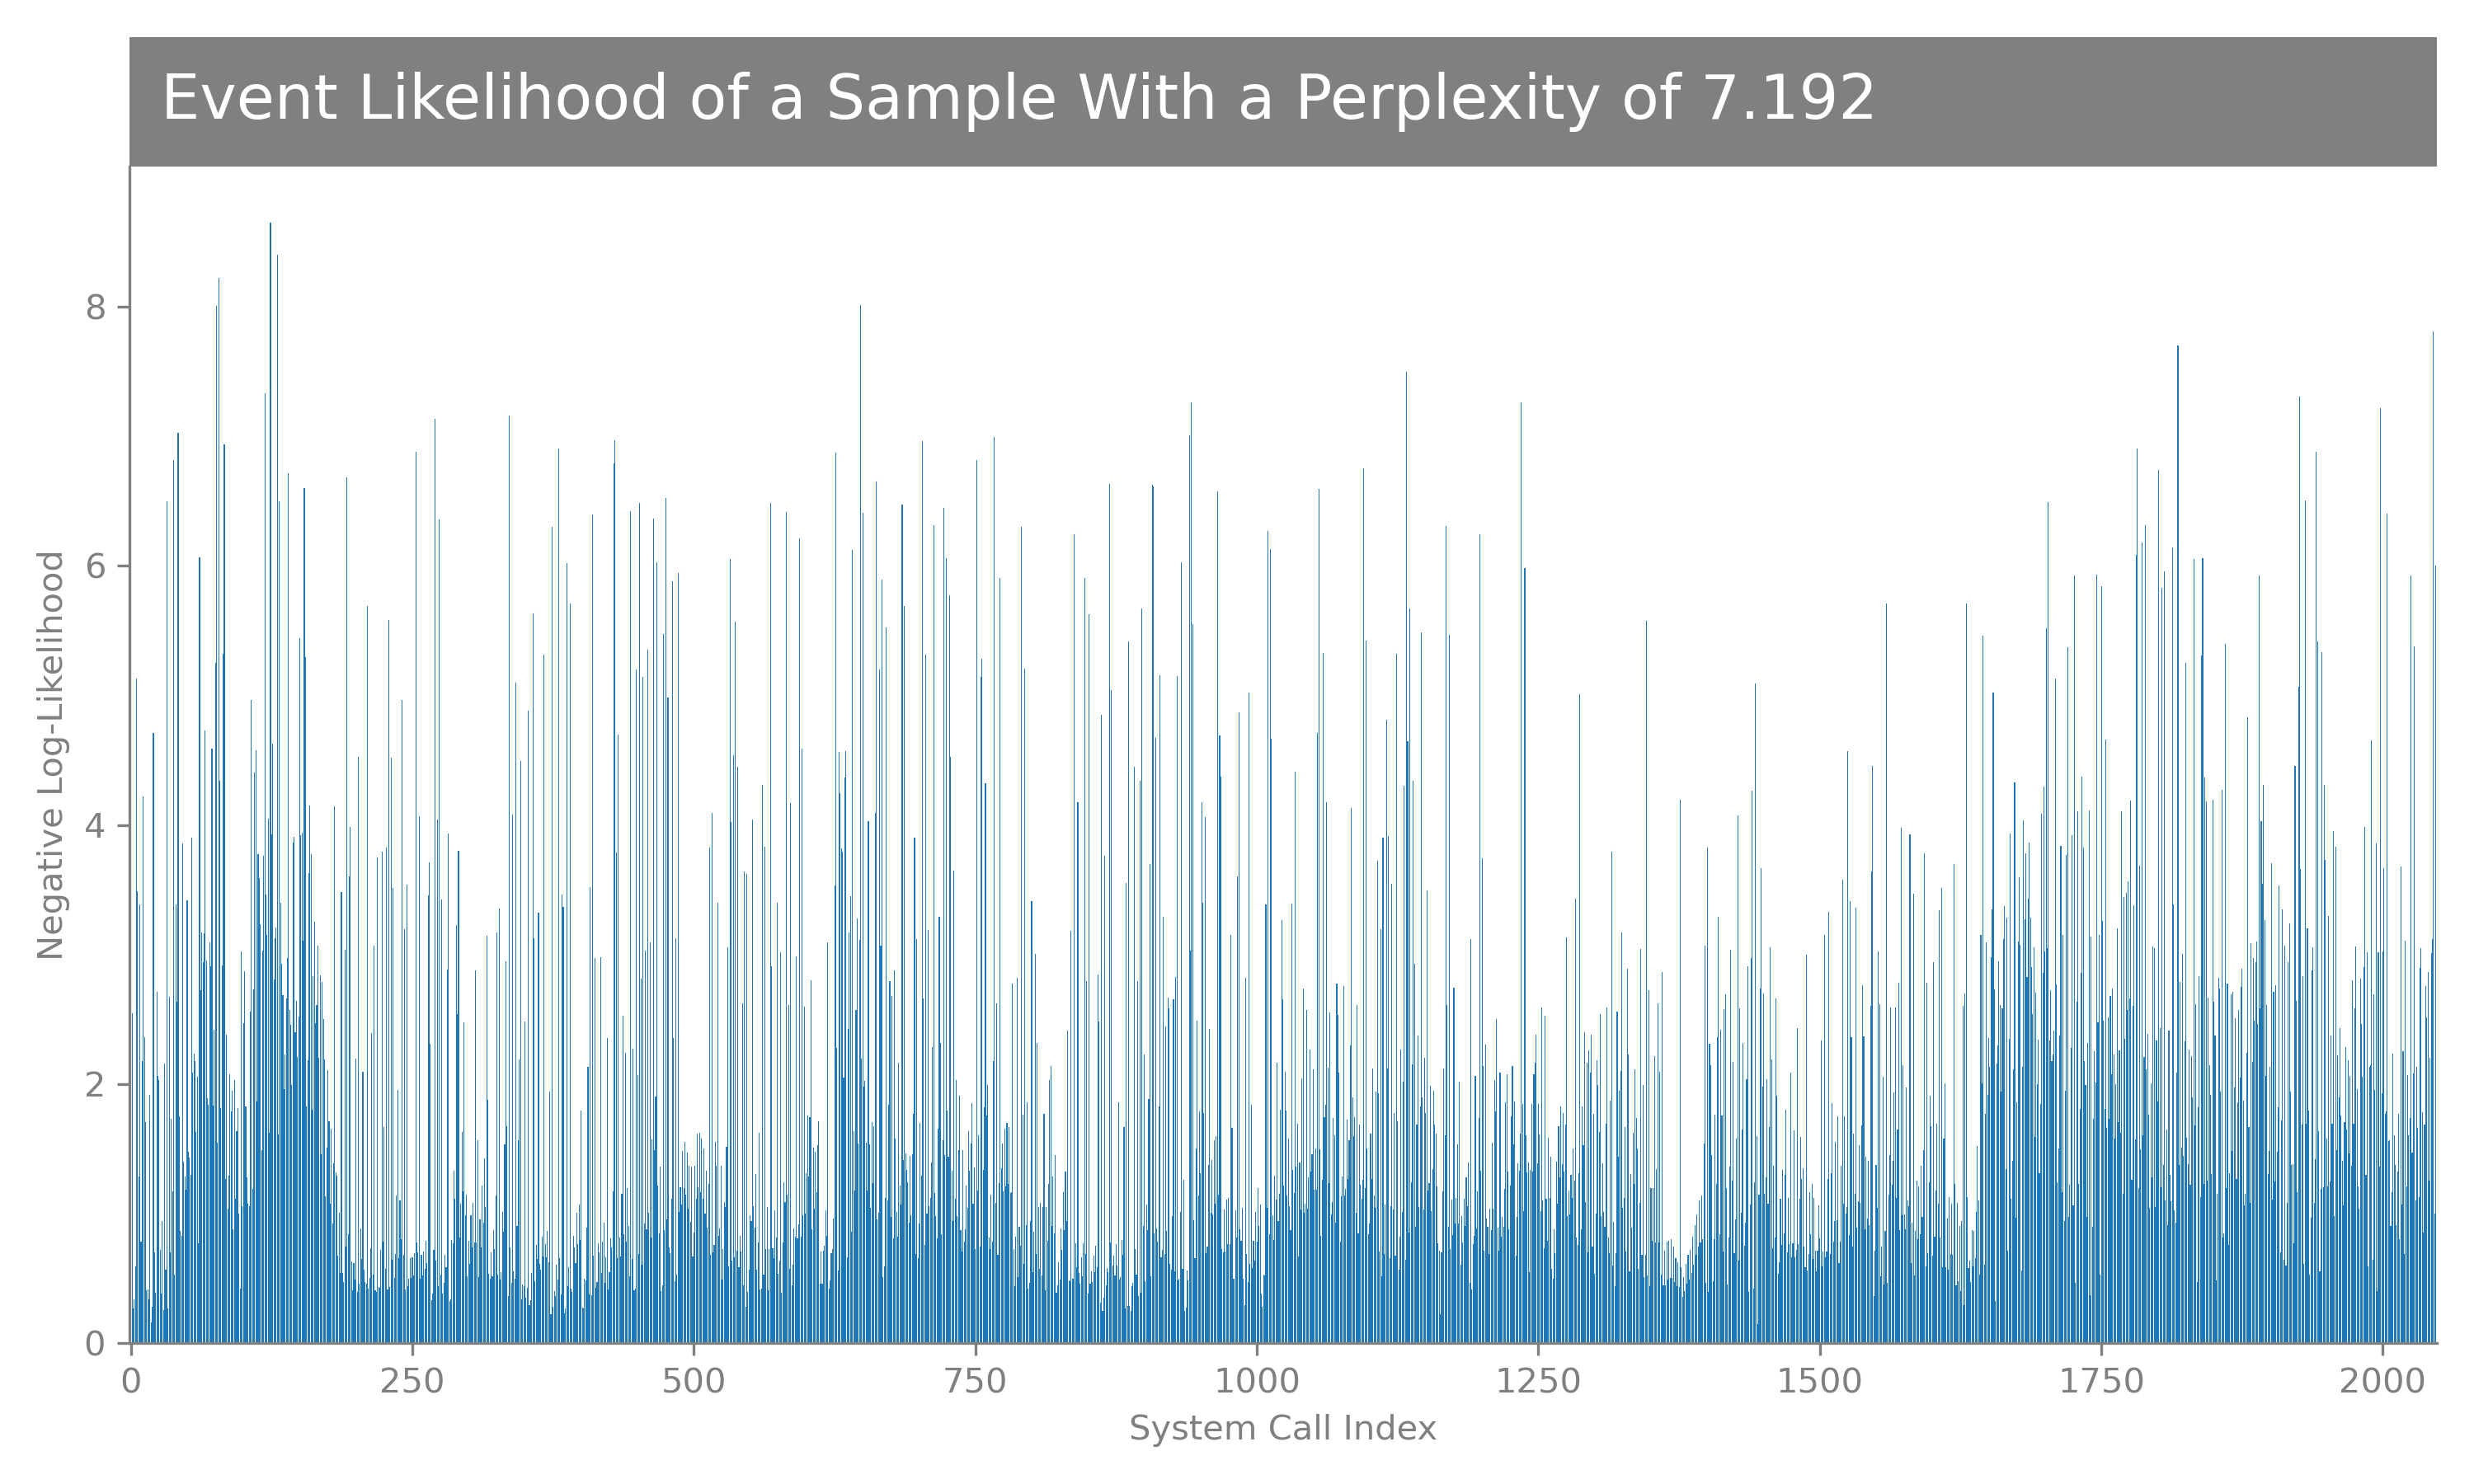 Event Likelihood of a Sample With a Perplexity of 7.192
8
6
4
2
0
Negative Log-Likelihood
0 250 500 750 1000 1250 1500 1750 2000
System Call Index